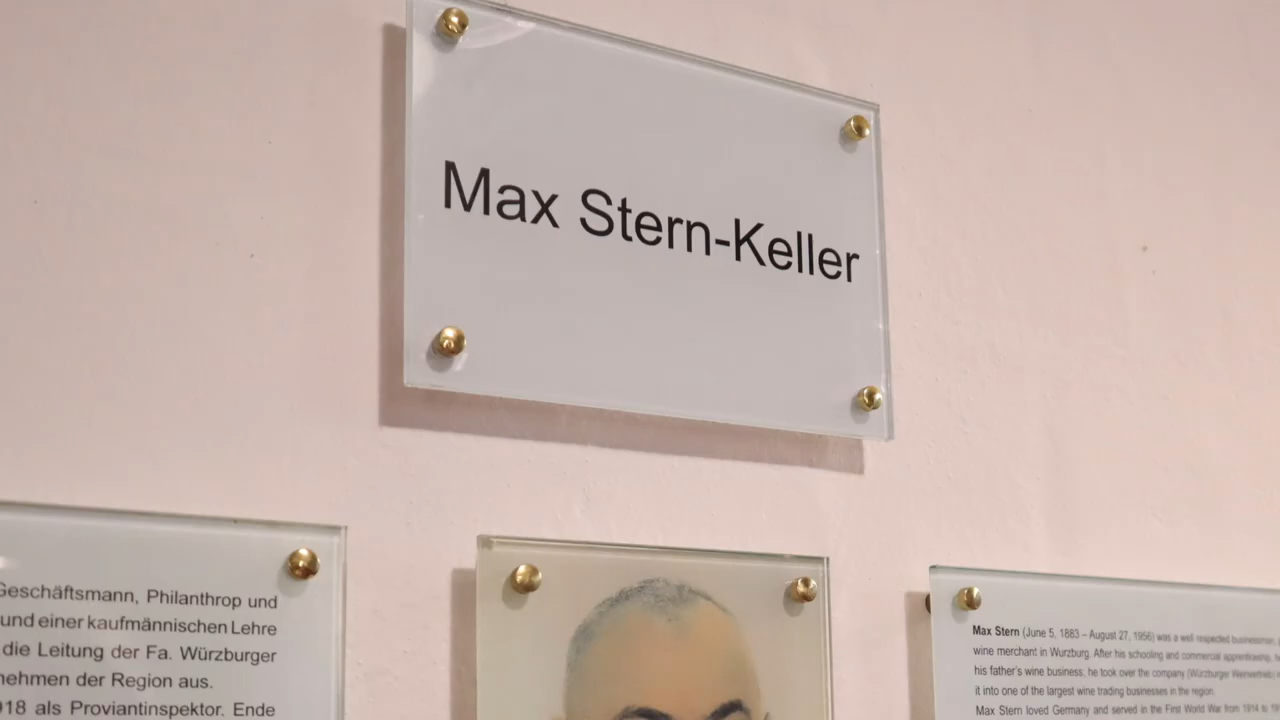 Max Stern-Keller
Geschäftsmann, Philanthrop und
und einer kaufmännischen Lehre
die Leitung der Fa. Würzburger
nehmen der Region aus.
918 als Proviantinspektor. Ende
Max Stern (June 5, 1883 – August 27, 1956) was a well respected businessman,
wine merchant in Wurzburg. After his schooling and commercial apprenticeship,
his father's wine business; he took over the company (Würzburger Weinvertrieb)
it into one of the largest wine trading businesses in the region.
Max Stern loved Germany and served in the First World War from 1914 to